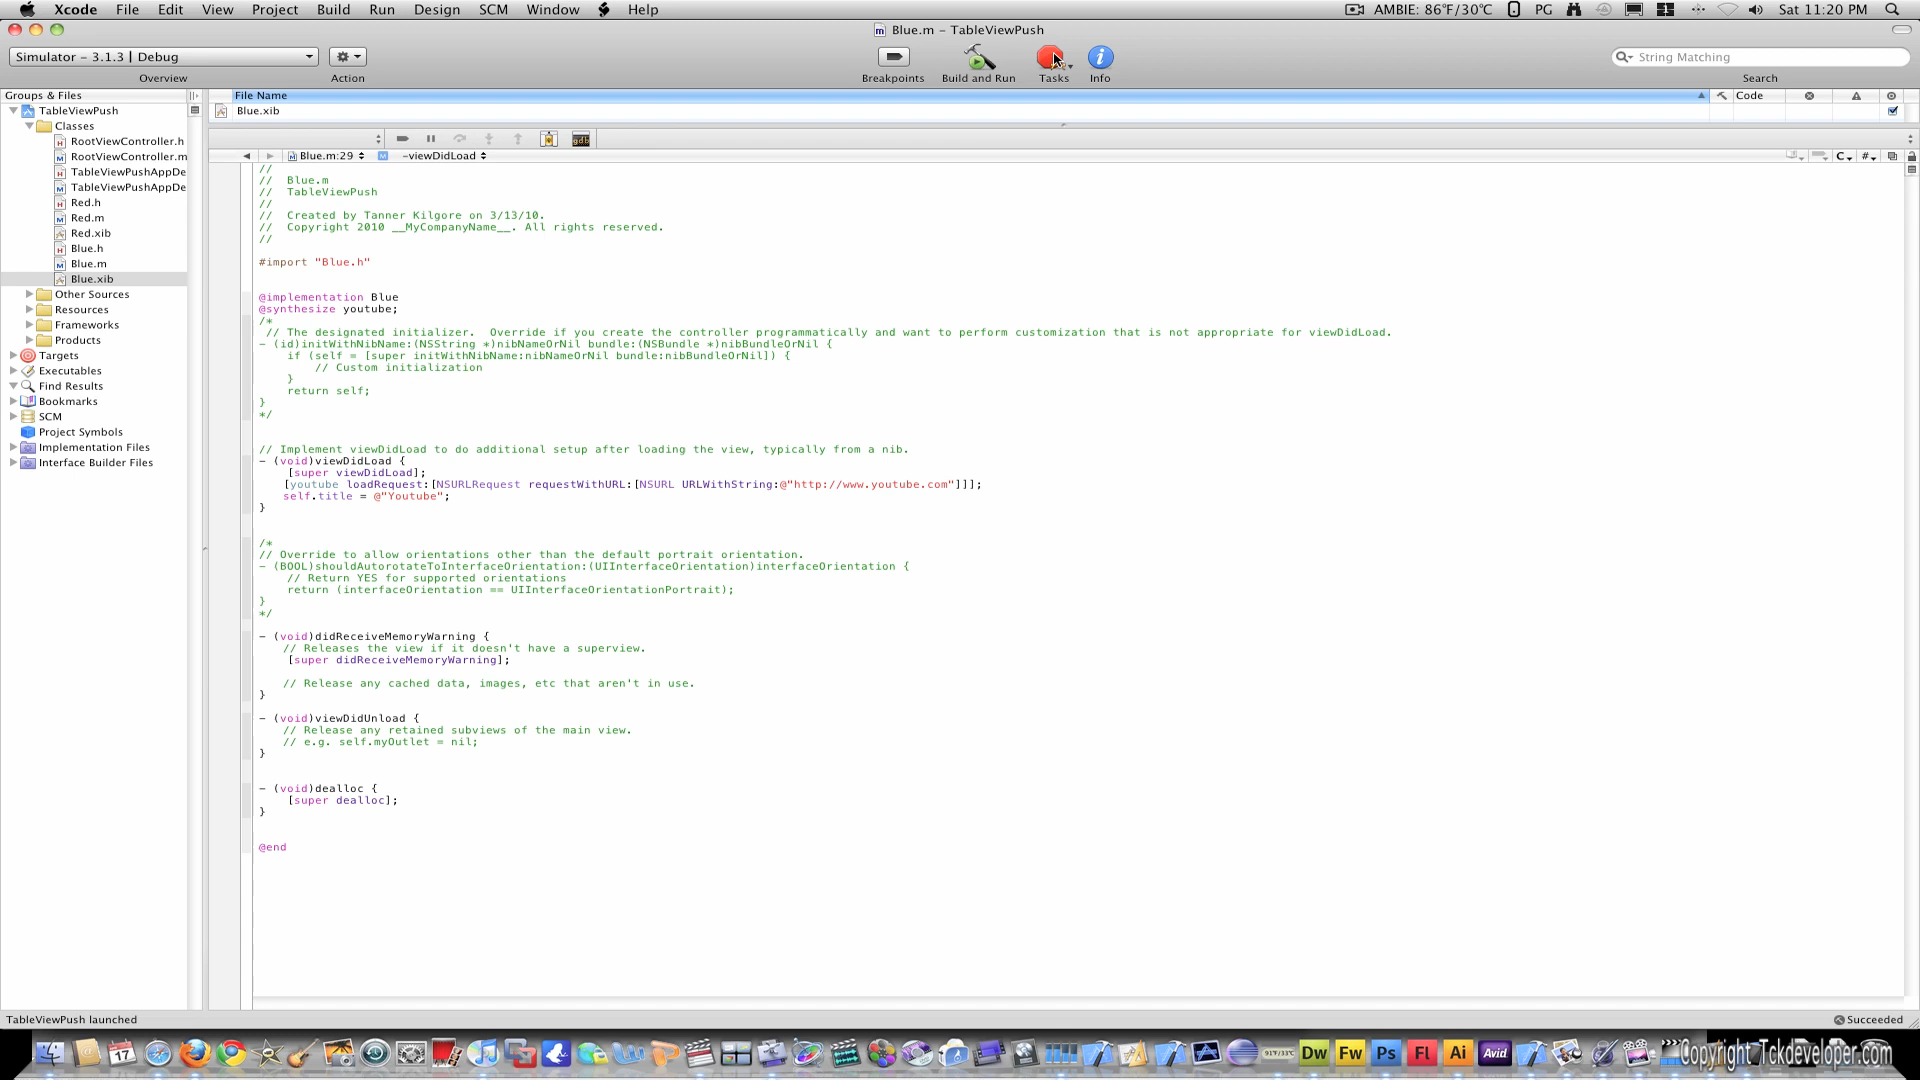 Xcode File Edit View Project Build Run Design SCM Window Help AMBIE: 86°F/30°C PG Sat 11:20 PM
Blue.m - TableViewPush
Simulator - 3.1.3 | Debug
String Matching
Overview Action Breakpoints Build and Run Tasks Info Search
Groups & Files
File Name Code
Blue.xib
TableViewPush
Classes
RootViewController.h
RootViewController.m
TableViewPushAppDe
TableViewPushAppDe
Red.h
Red.m
Red.xib
Blue.h
Blue.m
Blue.xib
Other Sources
Resources
Frameworks
Products
Targets
Executables
Find Results
Bookmarks
SCM
Project Symbols
Implementation Files
Interface Builder Files
gdb
Blue.m:29 M -viewDidLoad C #
//
// Blue.m
// TableViewPush
//
// Created by Tanner Kilgore on 3/13/10.
// Copyright 2010 __MyCompanyName__. All rights reserved.
//
#import "Blue.h"
@implementation Blue
@synthesize youtube;
/*
// The designated initializer.  Override if you create the controller programmatically and want to perform customization that is not appropriate for viewDidLoad.
- (id)initWithNibName:(NSString *)nibNameOrNil bundle:(NSBundle *)nibBundleOrNil {
if (self = [super initWithNibName:nibNameOrNil bundle:nibBundleOrNil]) {
// Custom initialization
}
return self;
}
*/
// Implement viewDidLoad to do additional setup after loading the view, typically from a nib.
- (void)viewDidLoad {
[super viewDidLoad];
[youtube loadRequest:[NSURLRequest requestWithURL:[NSURL URLWithString:@"http://www.youtube.com"]]];
self.title = @"Youtube";
}
/*
// Override to allow orientations other than the default portrait orientation.
- (BOOL)shouldAutorotateToInterfaceOrientation:(UIInterfaceOrientation)interfaceOrientation {
// Return YES for supported orientations
return (interfaceOrientation == UIInterfaceOrientationPortrait);
}
*/
- (void)didReceiveMemoryWarning {
// Releases the view if it doesn't have a superview.
[super didReceiveMemoryWarning];
// Release any cached data, images, etc that aren't in use.
}
- (void)viewDidUnload {
// Release any retained subviews of the main view.
// e.g. self.myOutlet = nil;
}
- (void)dealloc {
[super dealloc];
}
@end
TableViewPush launched
Succeeded
17 Dw Fw Ps Fl Ai Avid
Copyright Tckdeveloper.com